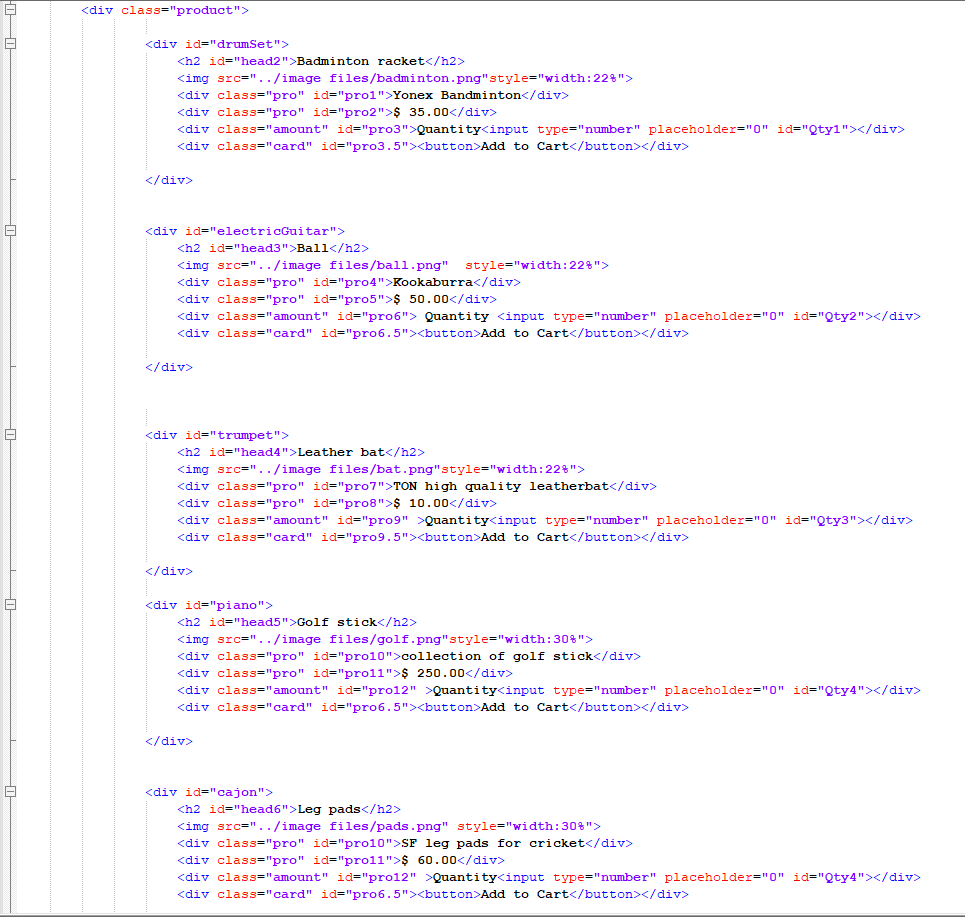 <div class="product">
<div id="drumSet">
<h2 id="head2">Badminton racket</h2>
<img src="../image files/badminton.png"style="width:22%">
<div class="pro" id="pro1">Yonex Bandminton</div>
<div class="pro" id="pro2">$ 35.00</div>
<div class="amount" id="pro3">Quantity<input type="number" placeholder="0" id="Qty1"></div>
<div class="card" id="pro3.5"><button>Add to Cart</button></div>
</div>
<div id="electricGuitar">
<h2 id="head3">Ball</h2>
<img src="../image files/ball.png"  style="width:22%">
<div class="pro" id="pro4">Kookaburra</div>
<div class="pro" id="pro5">$ 50.00</div>
<div class="amount" id="pro6"> Quantity <input type="number" placeholder="0" id="Qty2"></div>
<div class="card" id="pro6.5"><button>Add to Cart</button></div>
</div>
<div id="trumpet">
<h2 id="head4">Leather bat</h2>
<img src="../image files/bat.png"style="width:22%">
<div class="pro" id="pro7">TON high quality leatherbat</div>
<div class="pro" id="pro8">$ 10.00</div>
<div class="amount" id="pro9" >Quantity<input type="number" placeholder="0" id="Qty3"></div>
<div class="card" id="pro9.5"><button>Add to Cart</button></div>
</div>
<div id="piano">
<h2 id="head5">Golf stick</h2>
<img src="../image files/golf.png"style="width:30%">
<div class="pro" id="pro10">collection of golf stick</div>
<div class="pro" id="pro11">$ 250.00</div>
<div class="amount" id="pro12" >Quantity<input type="number" placeholder="0" id="Qty4"></div>
<div class="card" id="pro6.5"><button>Add to Cart</button></div>
</div>
<div id="cajon">
<h2 id="head6">Leg pads</h2>
<img src="../image files/pads.png" style="width:30%">
<div class="pro" id="pro10">SF leg pads for cricket</div>
<div class="pro" id="pro11">$ 60.00</div>
<div class="amount" id="pro12" >Quantity<input type="number" placeholder="0" id="Qty4"></div>
<div class="card" id="pro6.5"><button>Add to Cart</button></div>